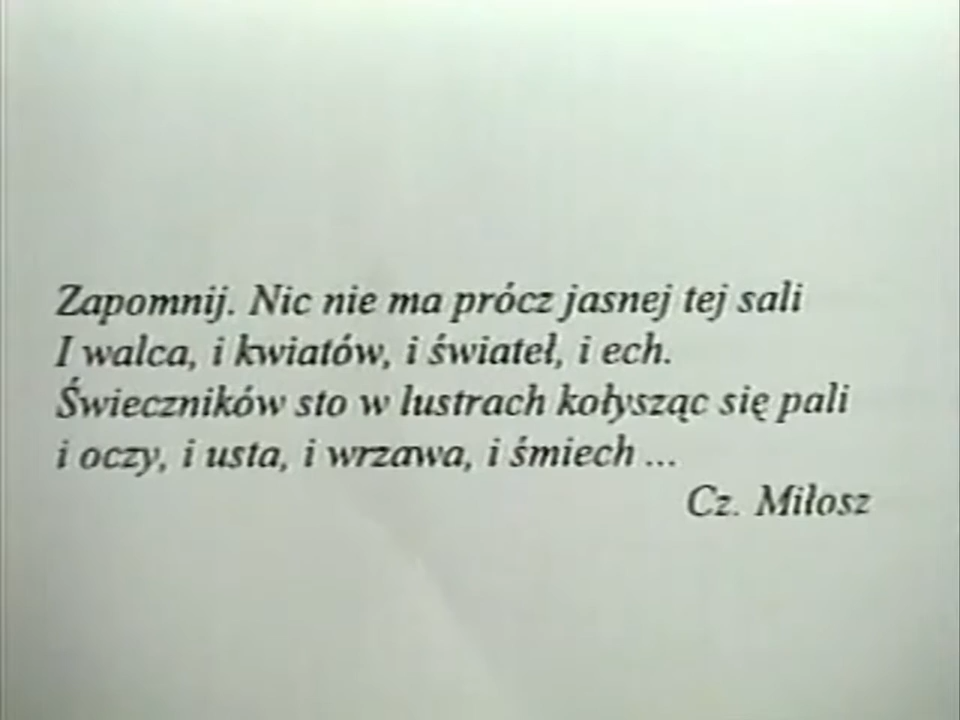 Zapomnij. Nic nie ma prócz jasnej tej sali
I walca, i kwiatów, i świateł, i ech.
Świeczników sto w lustrach kołysząc się pali
i oczy, i usta, i wrzawa, i śmiech ...
Cz. Miłosz